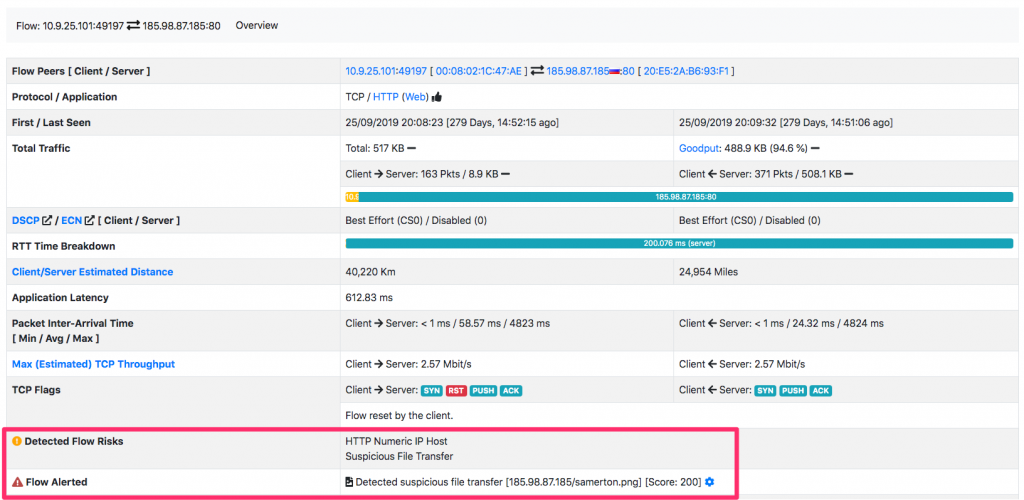 Flow: 10.9.25.101:49197 ⇄ 185.98.87.185:80 Overview
Flow Peers [ Client / Server ] 10.9.25.101:49197 [ 00:08:02:1C:47:AE ] ⇄ 185.98.87.185:80 [ 20:E5:2A:B6:93:F1 ]
Protocol / Application TCP / HTTP (Web)
First / Last Seen 25/09/2019 20:08:23 [279 Days, 14:52:15 ago] 25/09/2019 20:09:32 [279 Days, 14:51:06 ago]
Total Traffic Total: 517 KB — Goodput: 488.9 KB (94.6 %) —
Client → Server: 163 Pkts / 8.9 KB — Client ← Server: 371 Pkts / 508.1 KB —
185.98.87.185:80
DSCP / ECN [ Client / Server ] Best Effort (CS0) / Disabled (0) Best Effort (CS0) / Disabled (0)
RTT Time Breakdown 200.076 ms (server)
Client/Server Estimated Distance 40,220 Km 24,954 Miles
Application Latency 612.83 ms
Packet Inter-Arrival Time Client → Server: < 1 ms / 58.57 ms / 4823 ms Client ← Server: < 1 ms / 24.32 ms / 4824 ms
[ Min / Avg / Max ]
Max (Estimated) TCP Throughput Client → Server: 2.57 Mbit/s Client ← Server: 2.57 Mbit/s
TCP Flags Client → Server: SYN RST PUSH ACK Client ← Server: SYN PUSH ACK
Flow reset by the client.
Detected Flow Risks HTTP Numeric IP Host
Suspicious File Transfer
Flow Alerted Detected suspicious file transfer [185.98.87.185/samerton.png] [Score: 200]